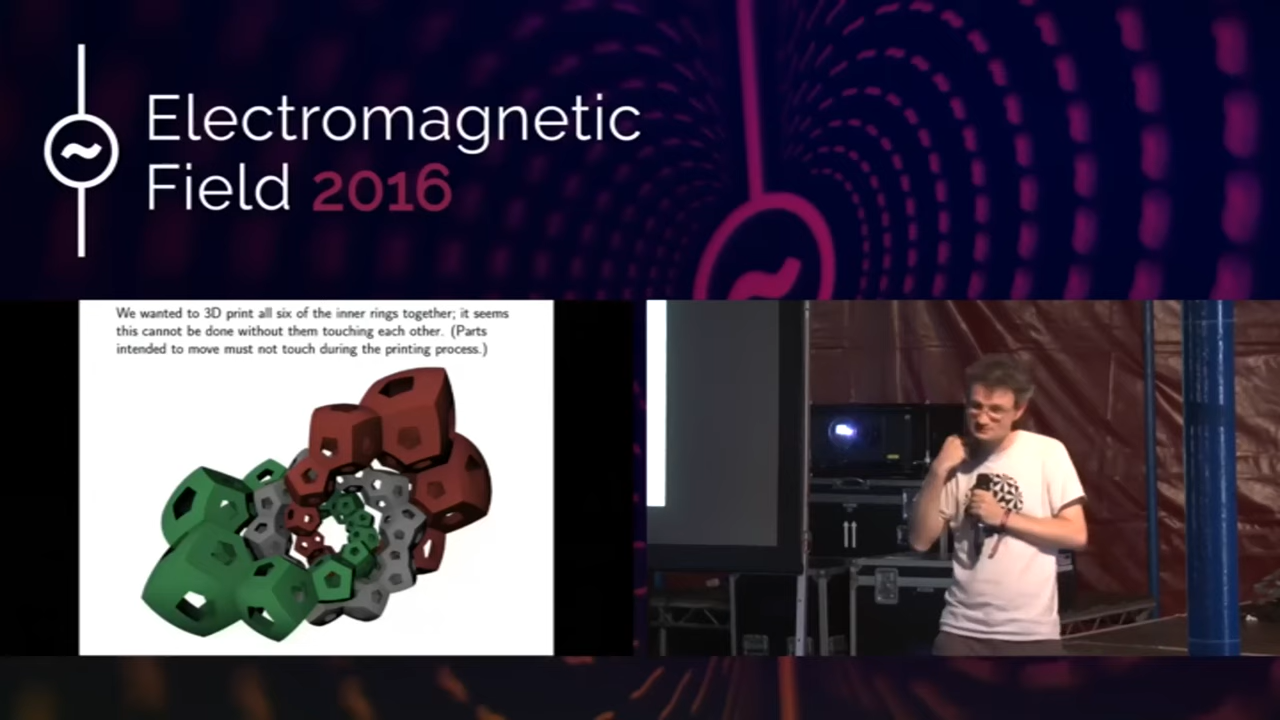 Electromagnetic
Field 2016
We wanted to 3D print all six of the inner rings together; it seems
this cannot be done without them touching each other. (Parts
intended to move must not touch during the printing process.)